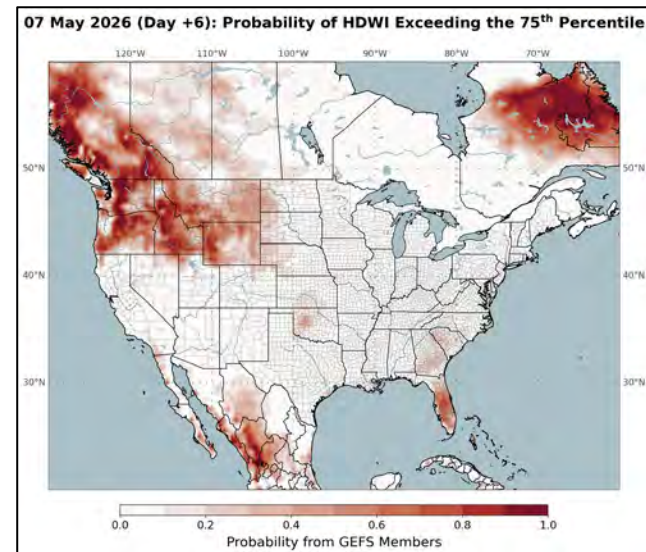 07 May 2026 (Day +6): Probability of HDWI Exceeding the 75th Percentile
120°W 110°W 100°W 90°W 80°W 70°W
50°N 50°N
40°N 40°N
30°N 30°N
0.0 0.2 0.4 0.6 0.8 1.0
Probability from GEFS Members